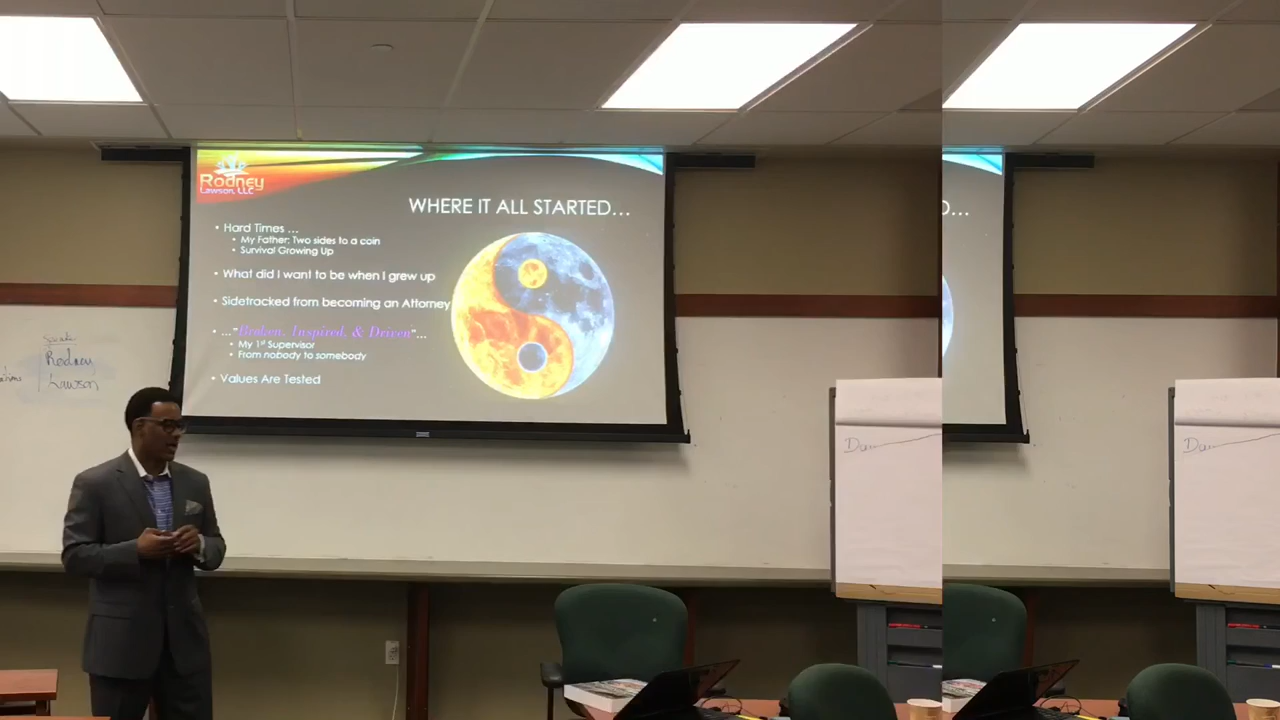 Rodney
Lawson, LLC
WHERE IT ALL STARTED...
• Hard Times ...
• My Father: Two sides to a coin
• Survival Growing Up
• What did I want to be when I grew up
• Sidetracked from becoming an Attorney
• ..."Broken, Inspired, & Driven"...
• My 1st Supervisor
• From nobody to somebody
• Values Are Tested
Rodney
Lawson
D...